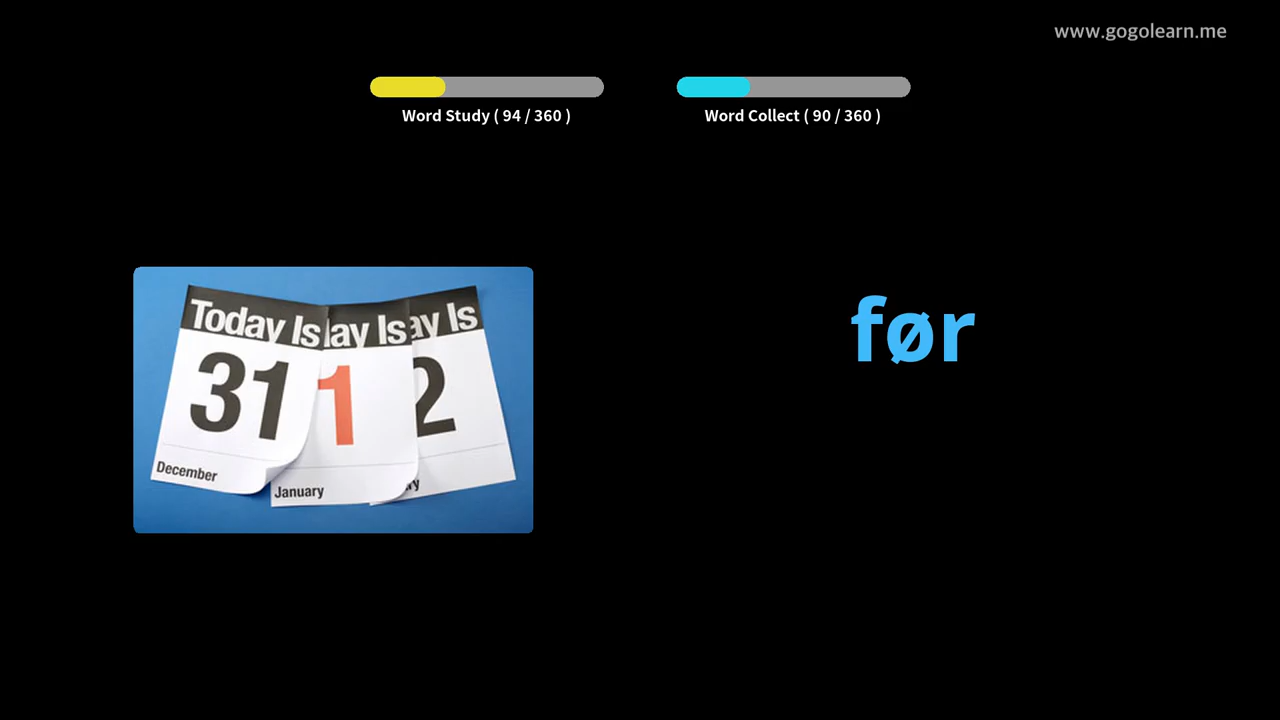 www.gogolearn.me
Word Study ( 94 / 360 )
Word Collect ( 90 / 360 )
Today Is
31
December
ay Is
1
January
ay Is
2
før